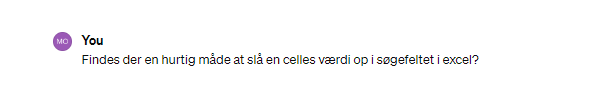 MO You
Findes der en hurtig måde at slå en celles værdi op i søgefeltet i excel?